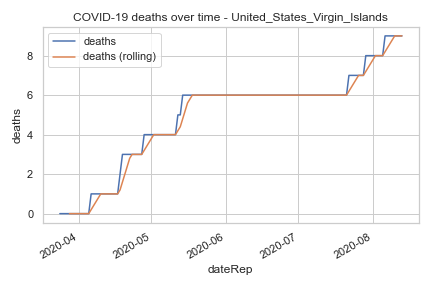 COVID-19 deaths over time - United_States_Virgin_Islands
deaths
deaths (rolling)
deaths
8
6
4
2
0
2020-04
2020-05
2020-06
2020-07
2020-08
dateRep